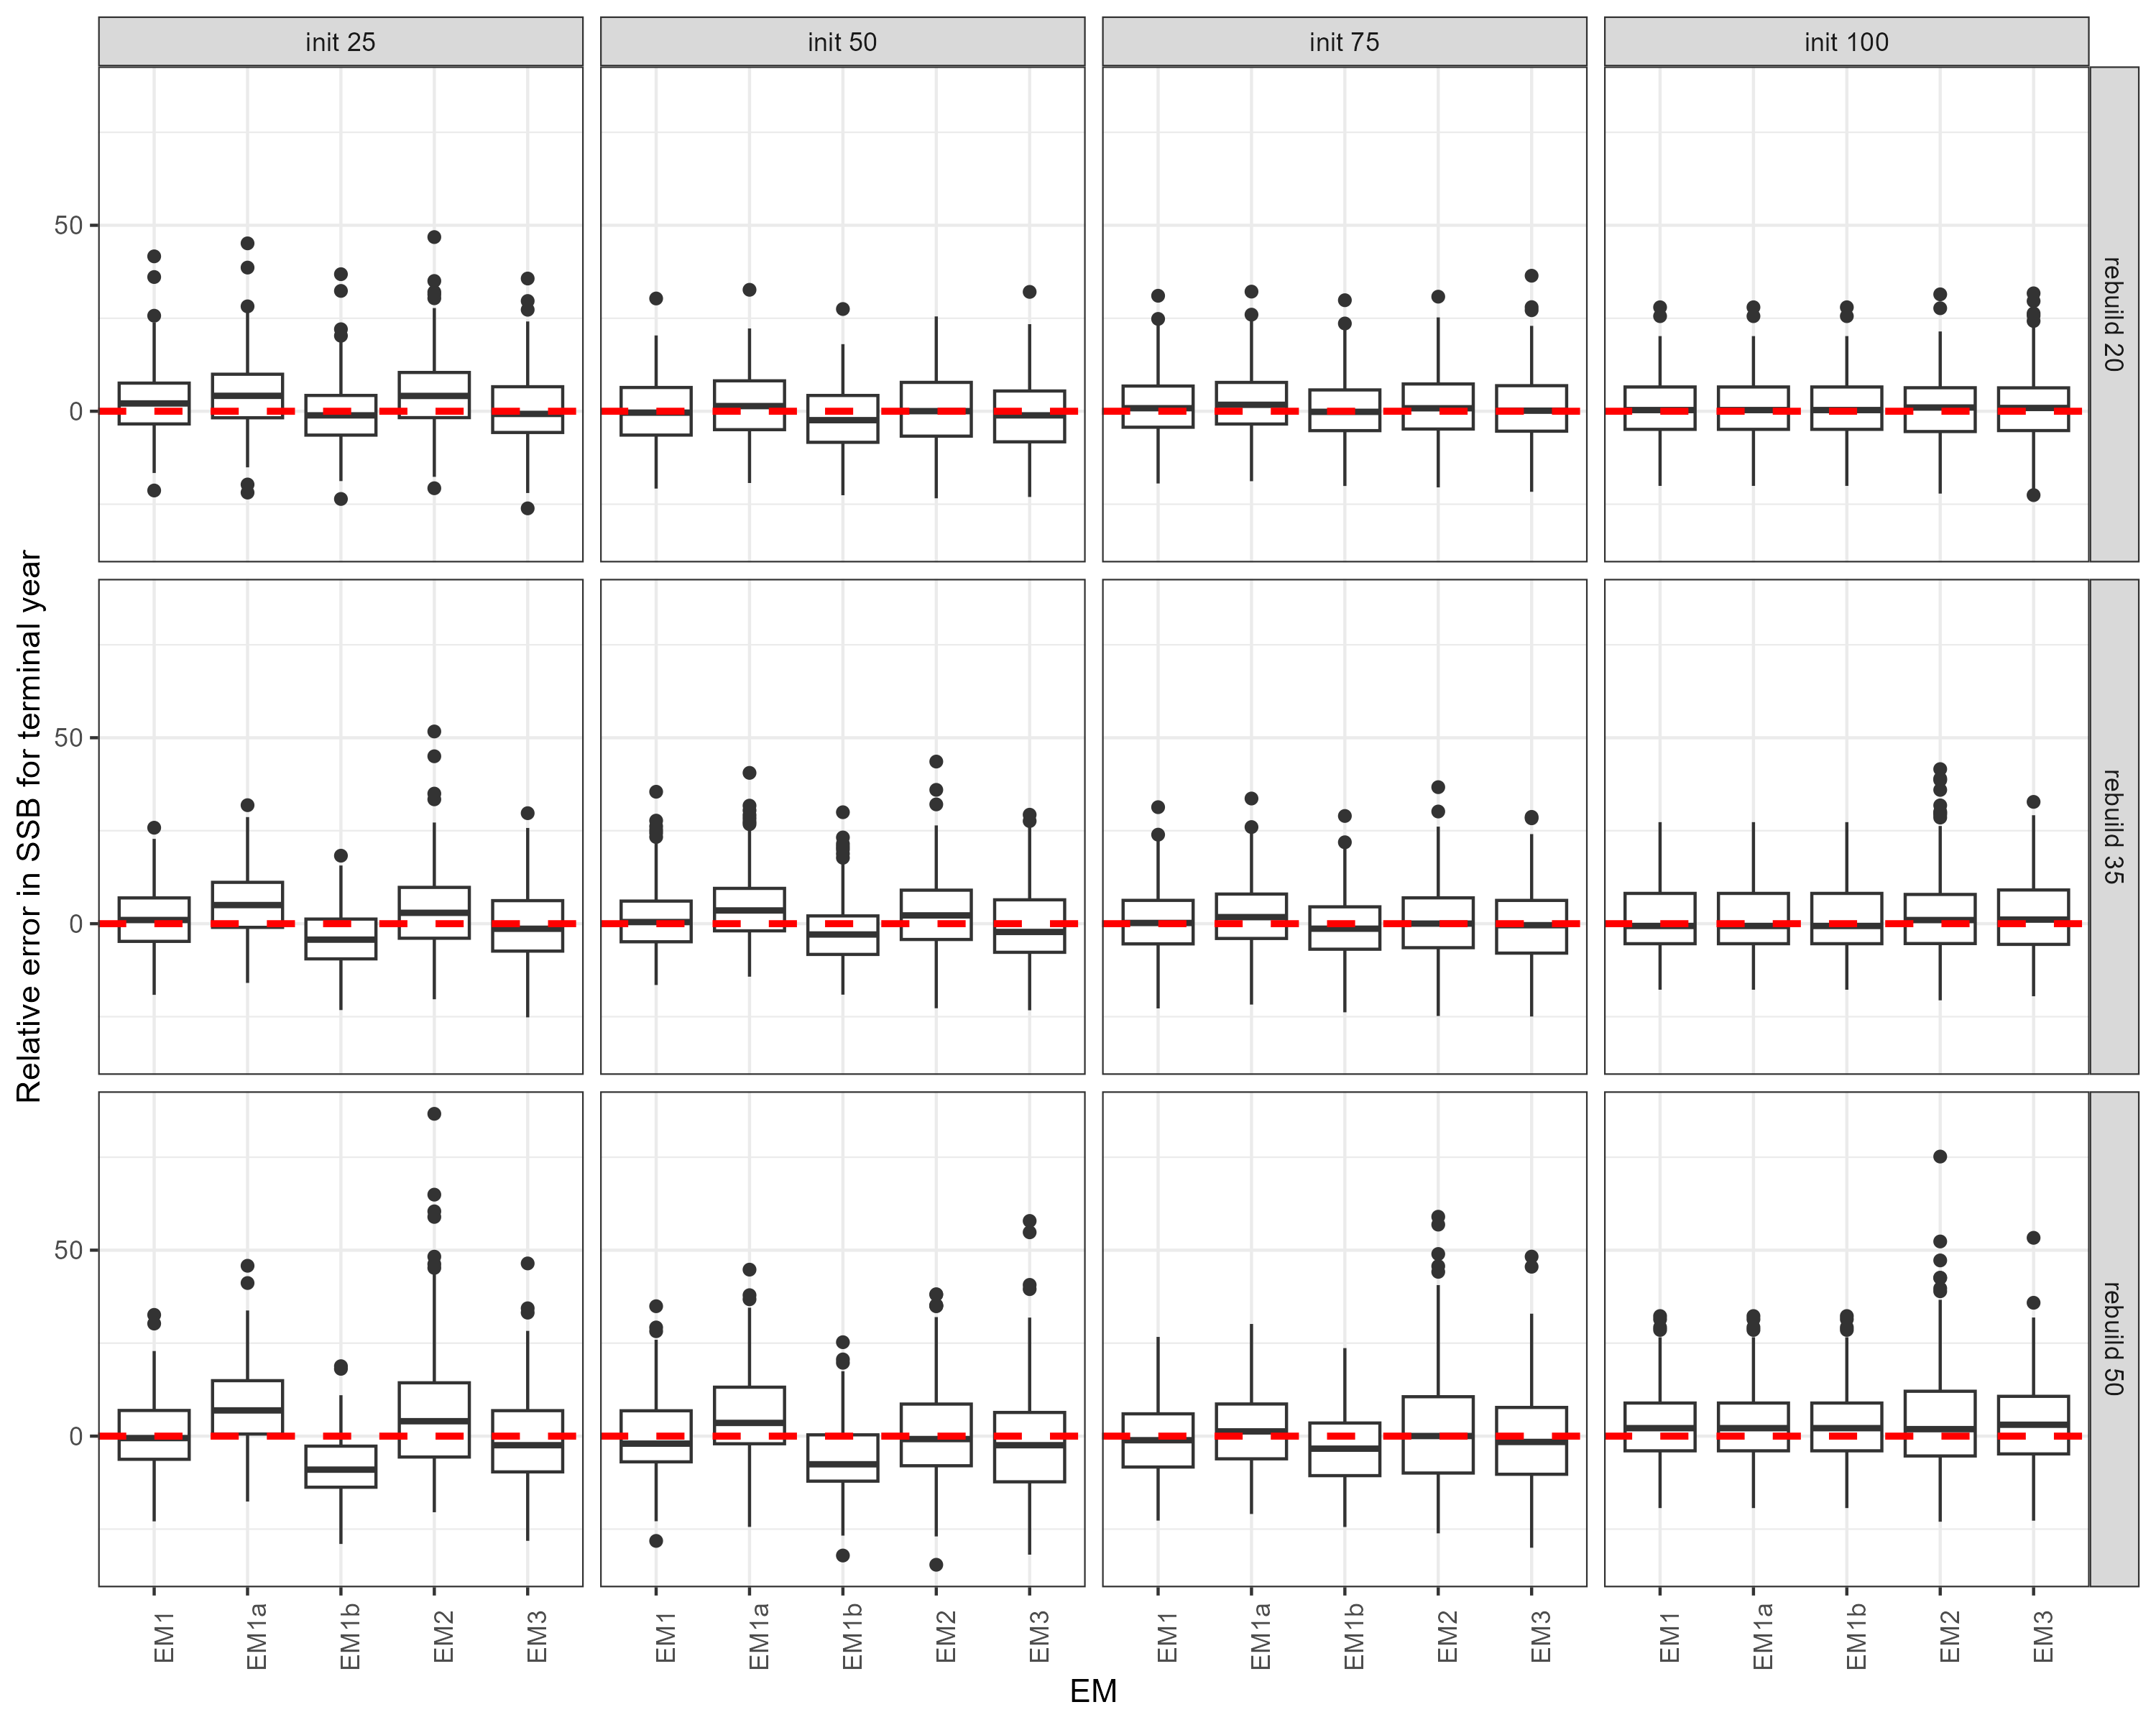 init 25
init 50
init 75
init 100
50
0
rebuild 20
50
0
rebuild 35
50
0
rebuild 50
Relative error in SSB for terminal year
EM1
EM1a
EM1b
EM2
EM3
EM1
EM1a
EM1b
EM2
EM3
EM1
EM1a
EM1b
EM2
EM3
EM1
EM1a
EM1b
EM2
EM3
EM